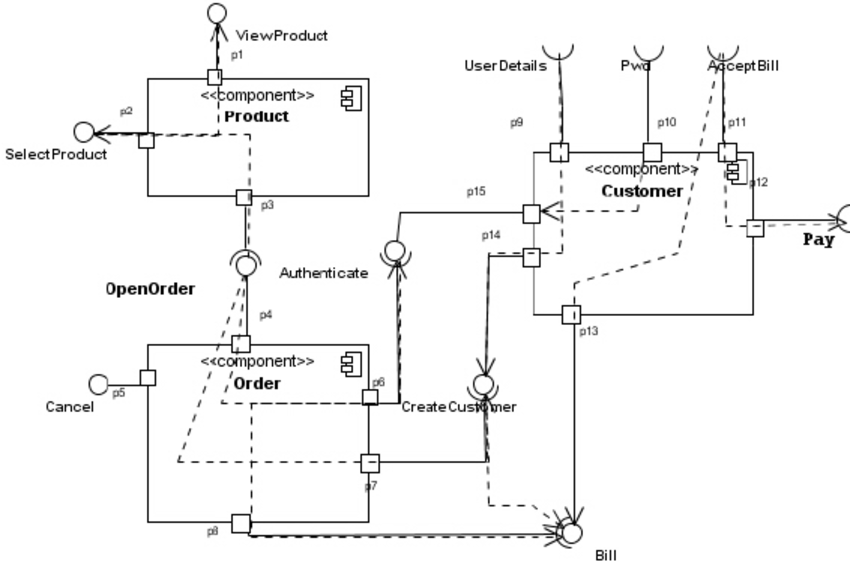 ViewProduct
p1
UserDetails
Pwd
AcceptBill
<<component>>
Product
p2
SelectProduct
p9
p10
p11
<<component>>
Customer
p12
p15
p3
p14
Pay
Authenticate
OpenOrder
p4
p13
<<component>>
Order
p5
p6
Cancel
CreateCustomer
p7
p8
Bill